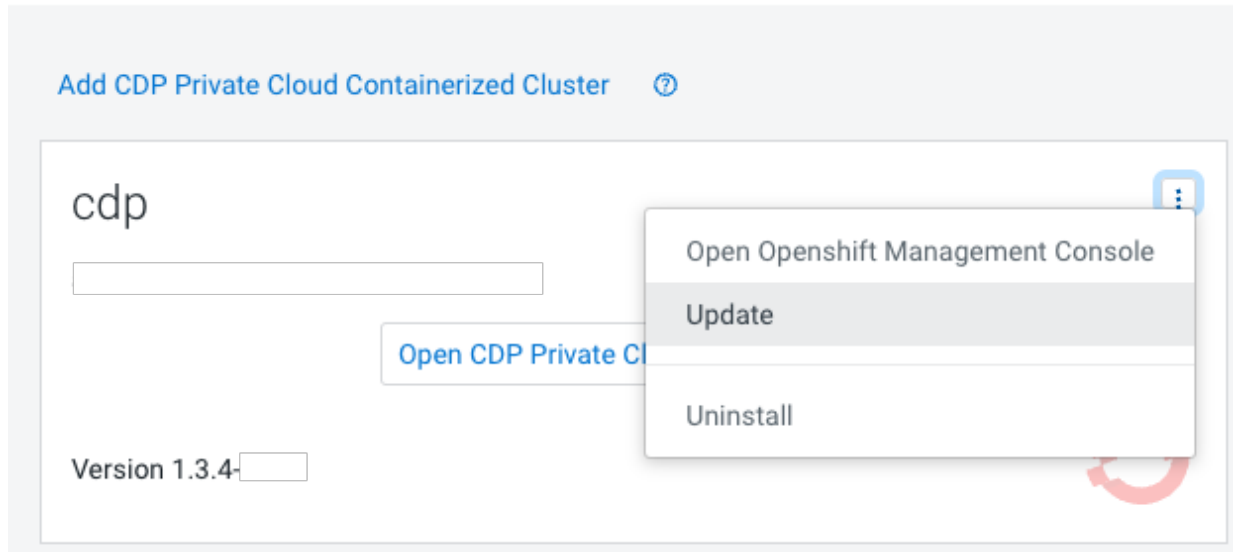 Add CDP Private Cloud Containerized Cluster
cdp
Open Openshift Management Console
Update
Open CDP Private Cl
Uninstall
Version 1.3.4-